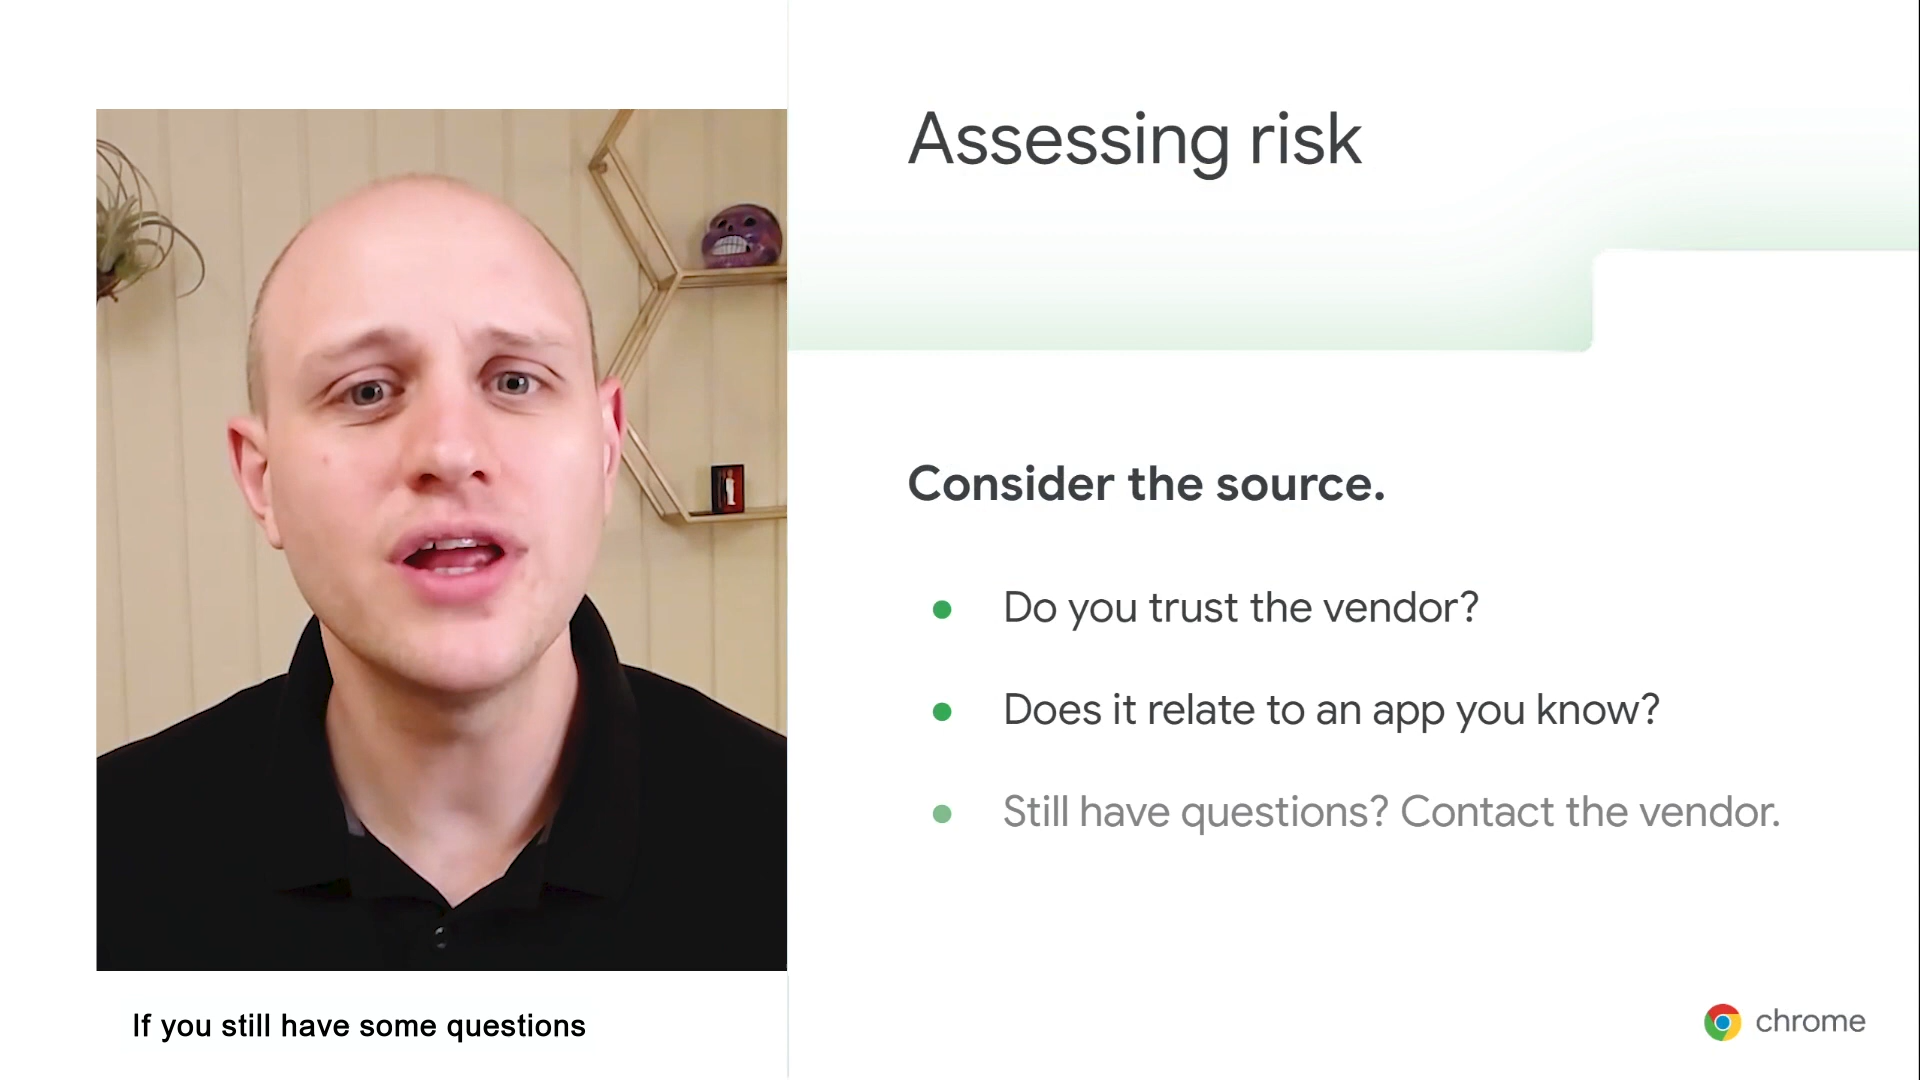 Assessing risk
Consider the source.
Do you trust the vendor?
Does it relate to an app you know?
Still have questions? Contact the vendor.
If you still have some questions
chrome